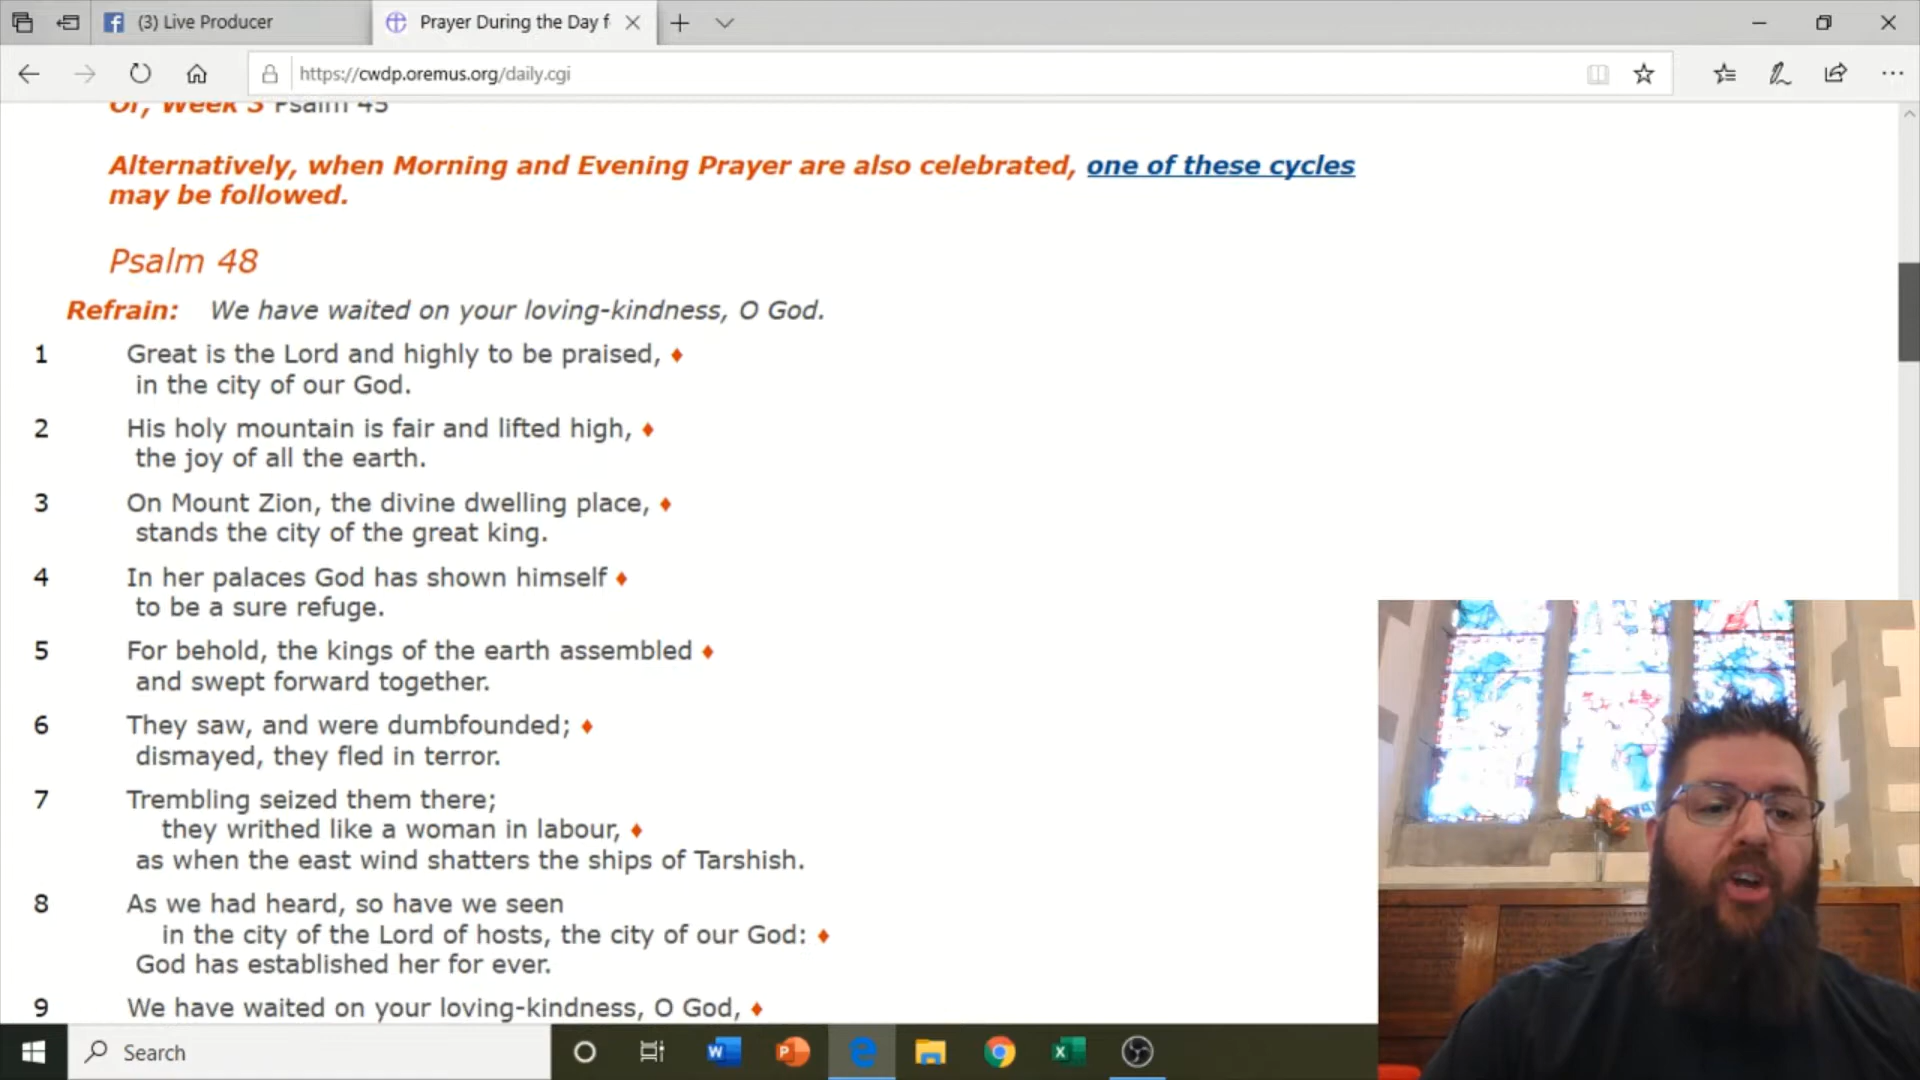 (3) Live Producer
Prayer During the Day f
https://cwdp.oremus.org/daily.cgi
Or, Week 3 Psalm 45
Alternatively, when Morning and Evening Prayer are also celebrated, one of these cycles
may be followed.
Psalm 48
Refrain: We have waited on your loving-kindness, O God.
1 Great is the Lord and highly to be praised, ♦
in the city of our God.
2 His holy mountain is fair and lifted high, ♦
the joy of all the earth.
3 On Mount Zion, the divine dwelling place, ♦
stands the city of the great king.
4 In her palaces God has shown himself ♦
to be a sure refuge.
5 For behold, the kings of the earth assembled ♦
and swept forward together.
6 They saw, and were dumbfounded; ♦
dismayed, they fled in terror.
7 Trembling seized them there;
they writhed like a woman in labour, ♦
as when the east wind shatters the ships of Tarshish.
8 As we had heard, so have we seen
in the city of the Lord of hosts, the city of our God: ♦
God has established her for ever.
9 We have waited on your loving-kindness, O God, ♦
Search